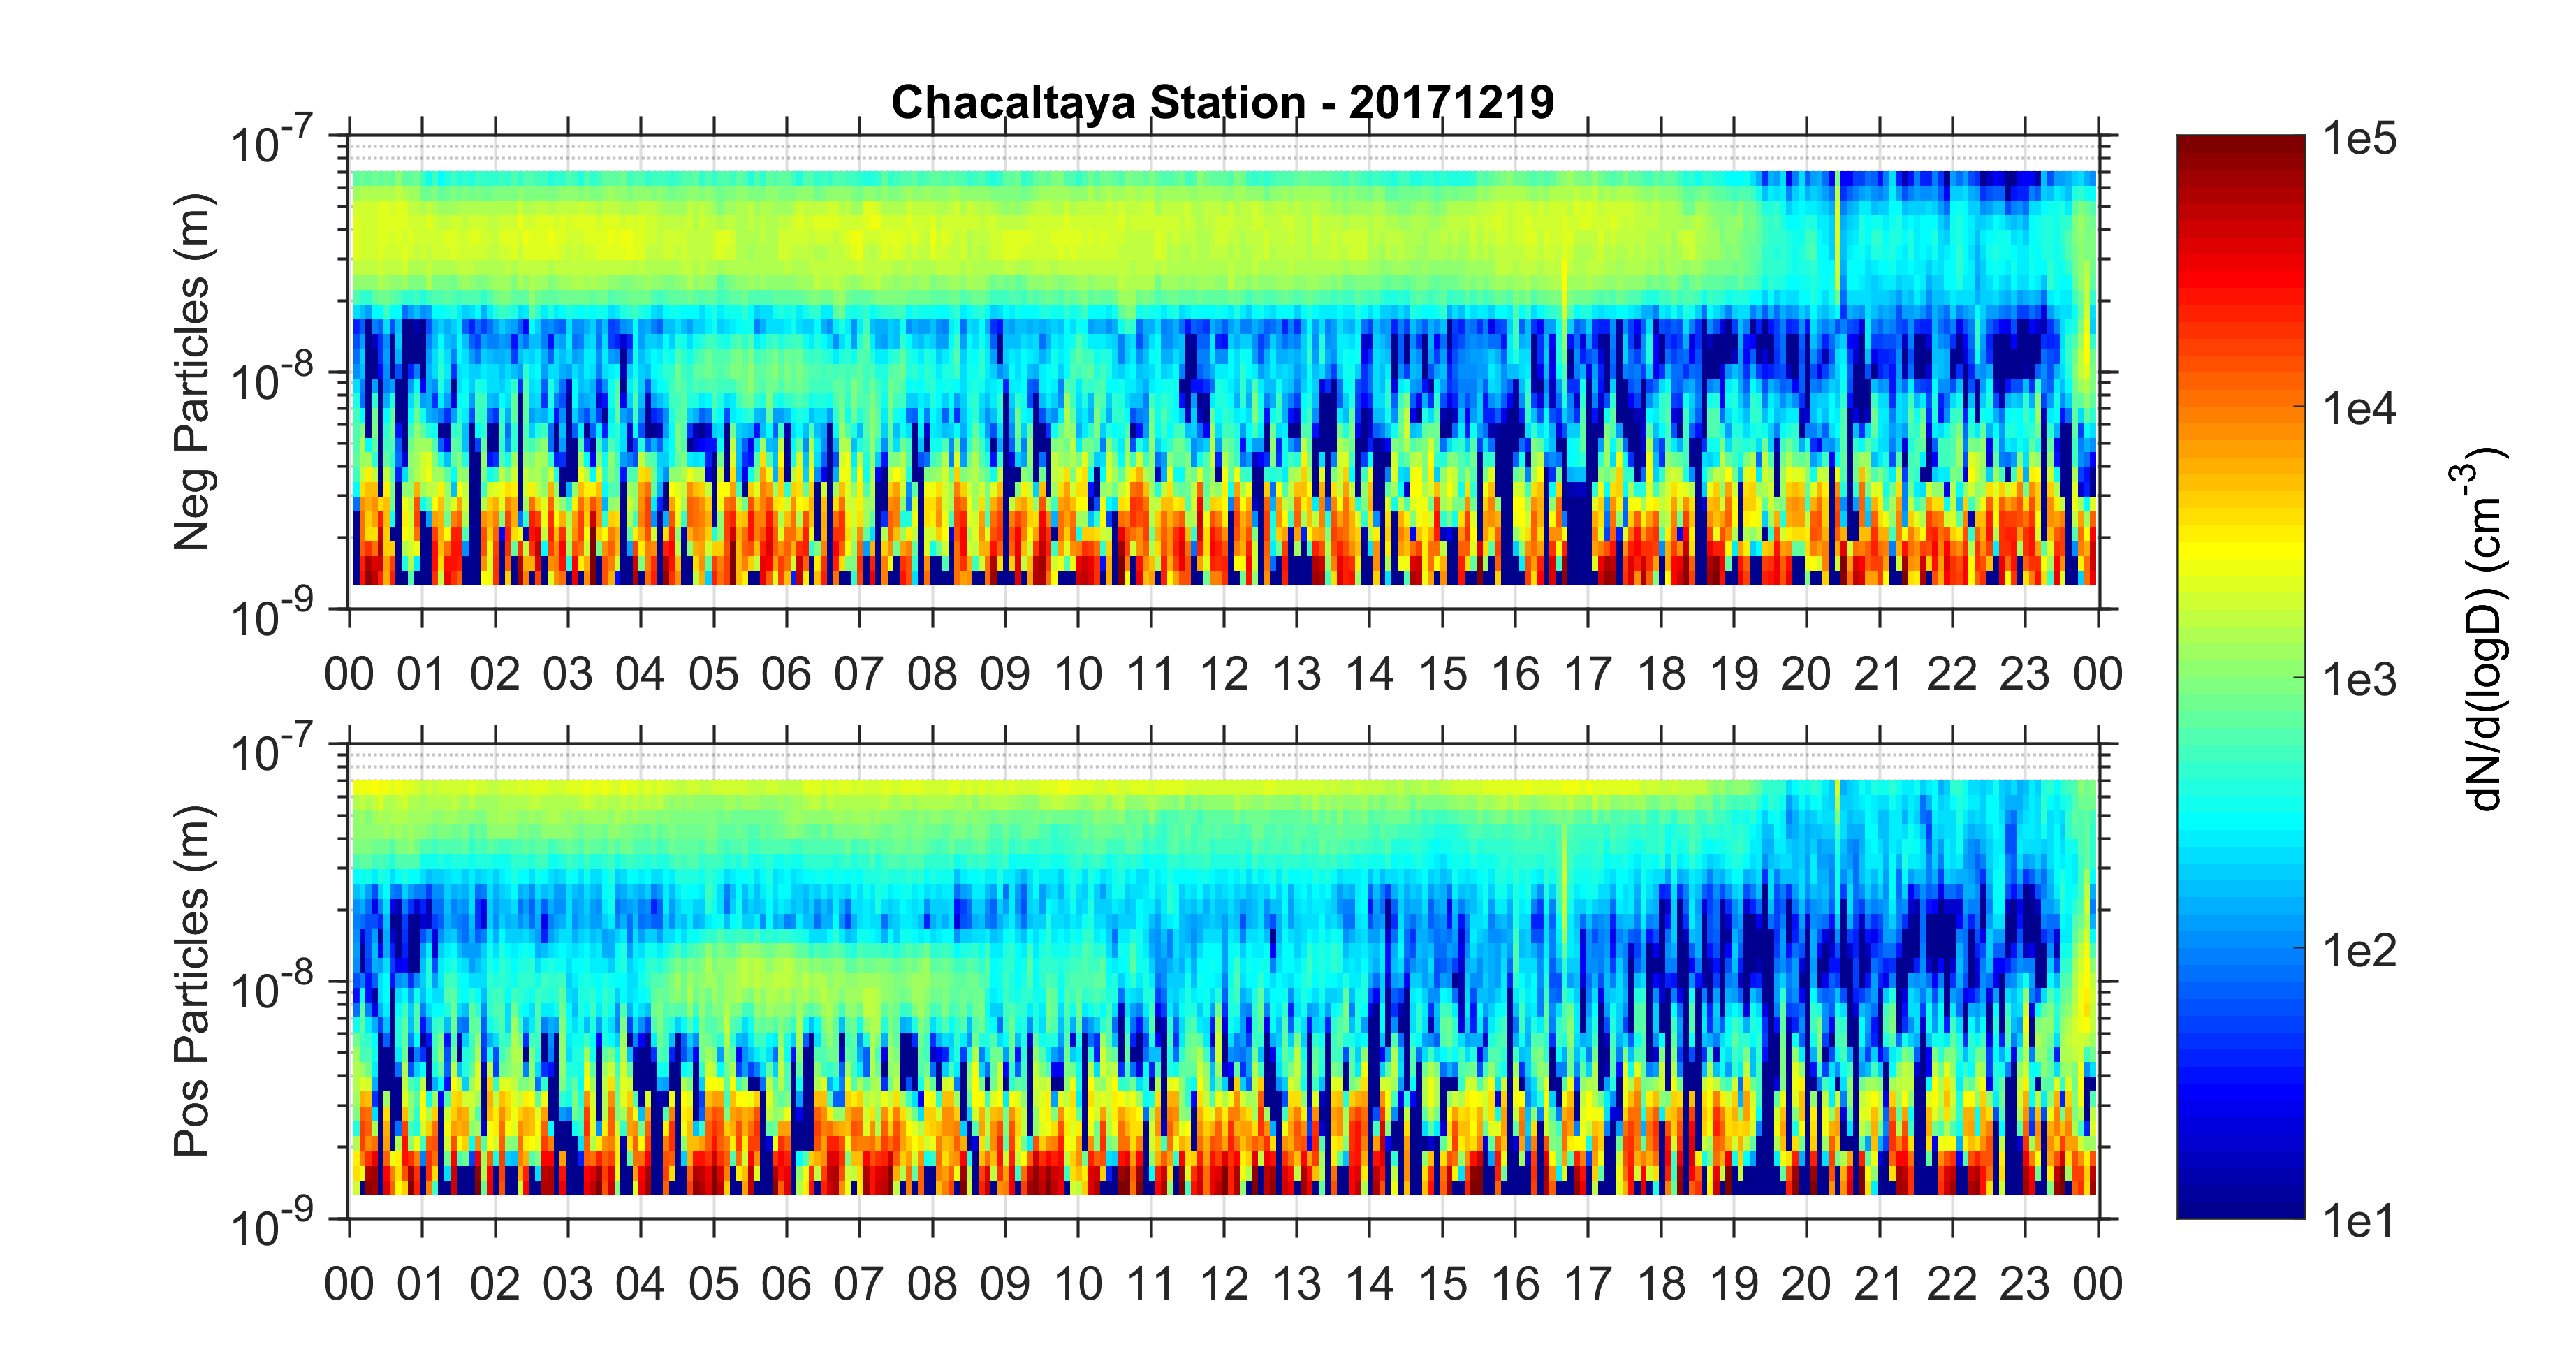 Chacaltaya Station - 20171219
10-7
10-8
10-9
Neg Particles (m)
00 01 02 03 04 05 06 07 08 09 10 11 12 13 14 15 16 17 18 19 20 21 22 23 00
10-7
10-8
10-9
Pos Particles (m)
00 01 02 03 04 05 06 07 08 09 10 11 12 13 14 15 16 17 18 19 20 21 22 23 00
1e5
1e4
1e3
1e2
1e1
dN/d(logD) (cm-3)